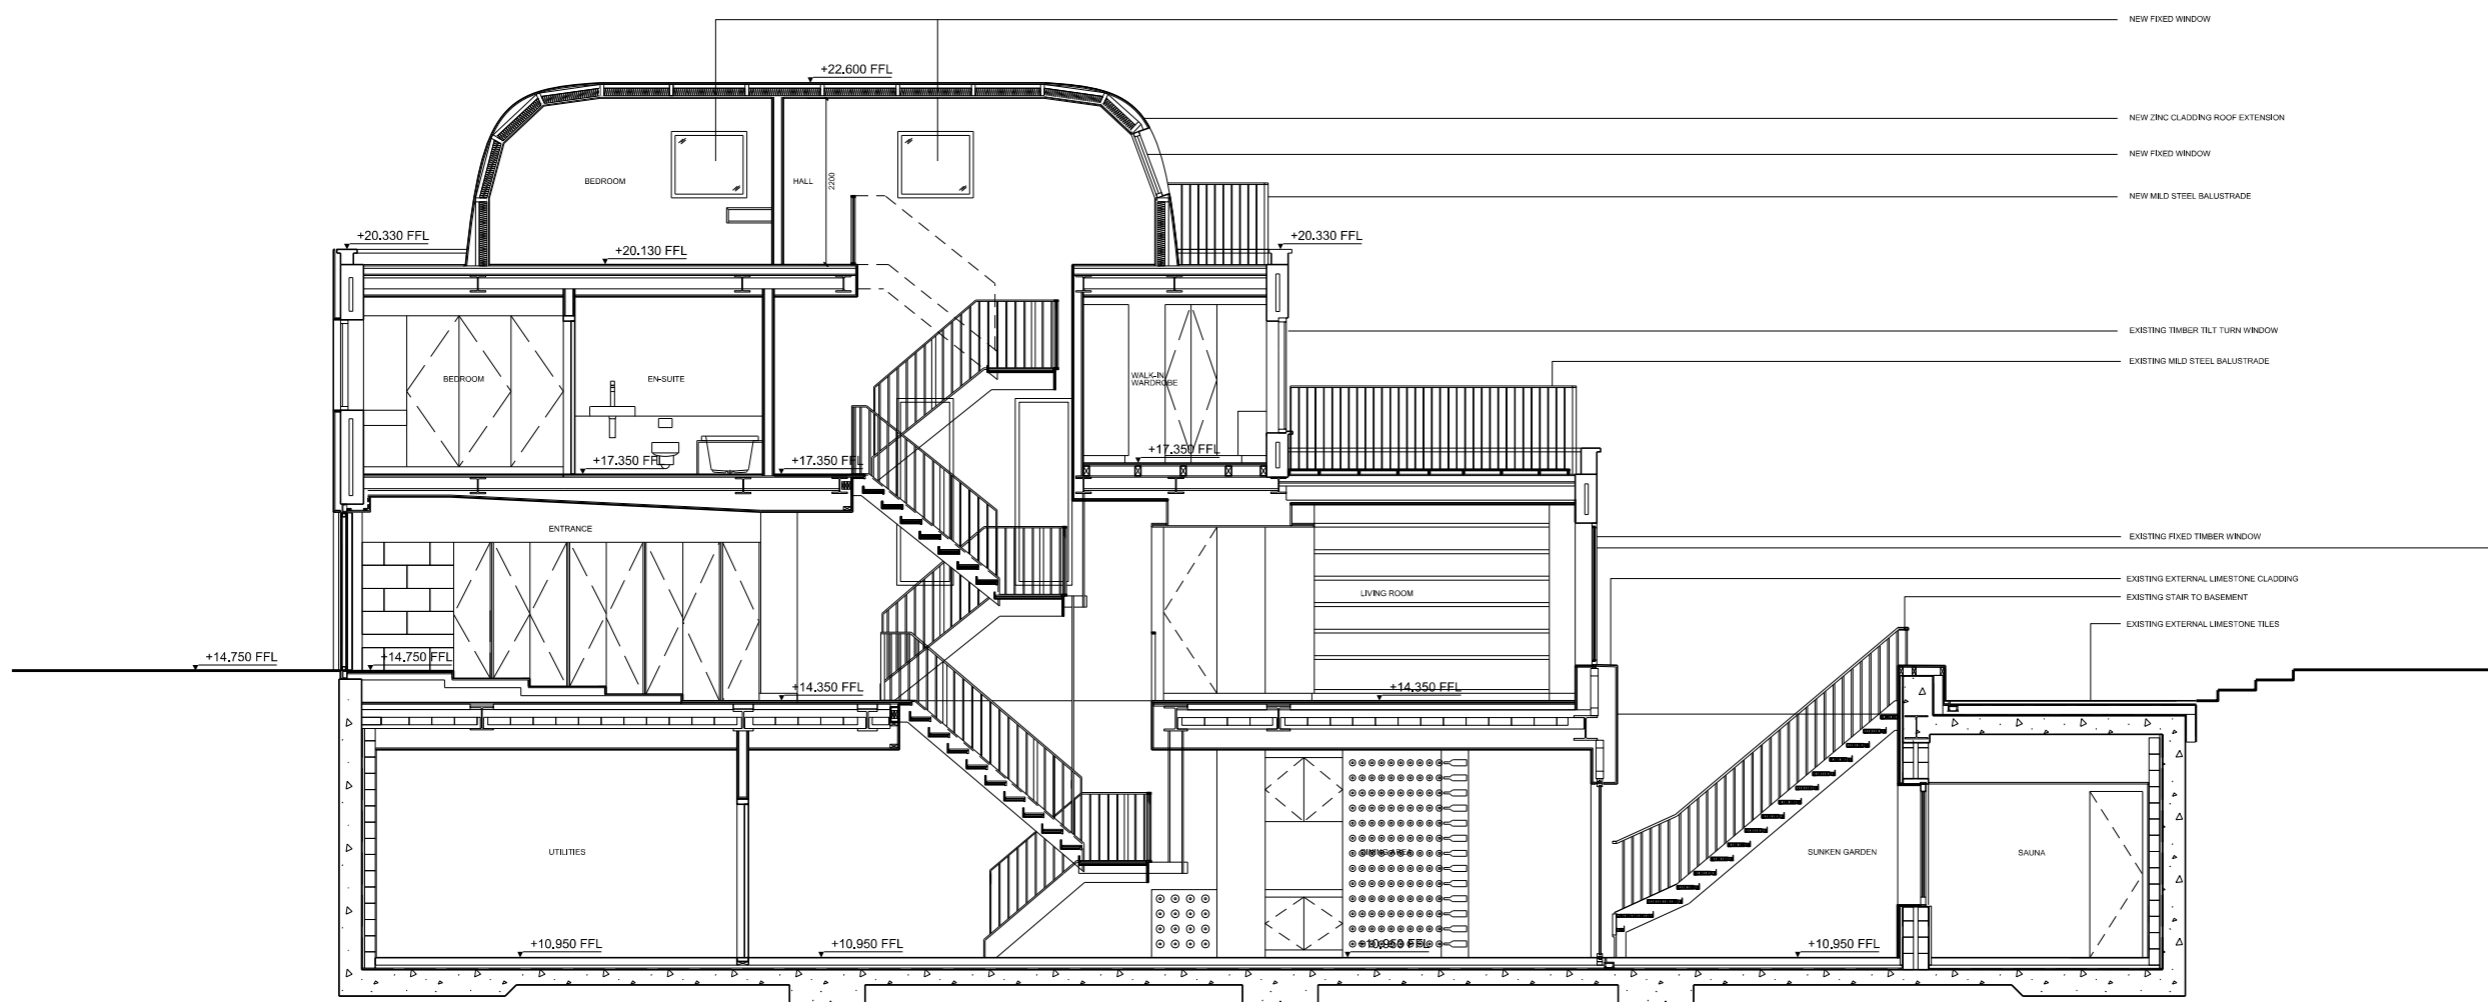 NEW FIXED WINDOW
+22.600 FFL
NEW ZINC CLADDING ROOF EXTENSION
NEW FIXED WINDOW
BEDROOM
HALL
2200
NEW MILD STEEL BALUSTRADE
+20.330 FFL
+20.130 FFL
+20.330 FFL
EXISTING TIMBER TILT TURN WINDOW
EXISTING MILD STEEL BALUSTRADE
BEDROOM
EN-SUITE
WALK-IN
WARDROBE
+17.350 FFL
+17.350 FFL
+17.350 FFL
ENTRANCE
EXISTING FIXED TIMBER WINDOW
EXISTING EXTERNAL LIMESTONE CLADDING
LIVING ROOM
EXISTING STAIR TO BASEMENT
EXISTING EXTERNAL LIMESTONE TILES
+14.750 FFL
+14.750 FFL
+14.350 FFL
+14.350 FFL
UTILITIES
DINING AREA
SUNKEN GARDEN
SAUNA
+10.950 FFL
+10.950 FFL
+10.950 FFL
+10.950 FFL